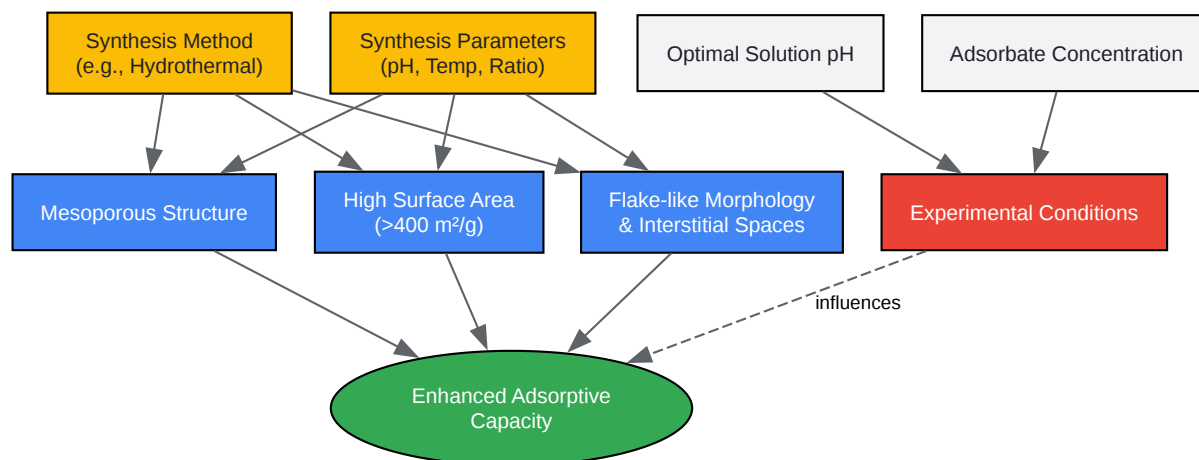 Synthesis Method
(e.g., Hydrothermal)
Synthesis Parameters
(pH, Temp, Ratio)
Optimal Solution pH
Adsorbate Concentration
Mesoporous Structure
High Surface Area
(>400 m²/g)
Flake-like Morphology
& Interstitial Spaces
Experimental Conditions
influences
Enhanced Adsorptive
Capacity